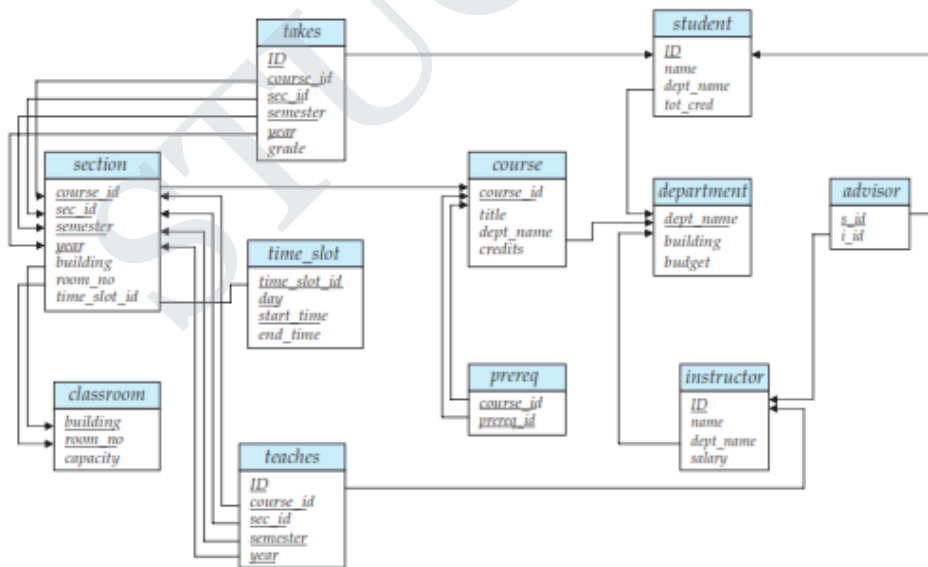 takes
ID
course_id
sec_id
semester
year
grade
student
ID
name
dept_name
tot_cred
section
course_id
sec_id
semester
year
building
room_no
time_slot_id
course
course_id
title
dept_name
credits
department
dept_name
building
budget
advisor
s_id
i_id
time_slot
time_slot_id
day
start_time
end_time
classroom
building
room_no
capacity
prereq
course_id
prereq_id
instructor
ID
name
dept_name
salary
teaches
ID
course_id
sec_id
semester
year